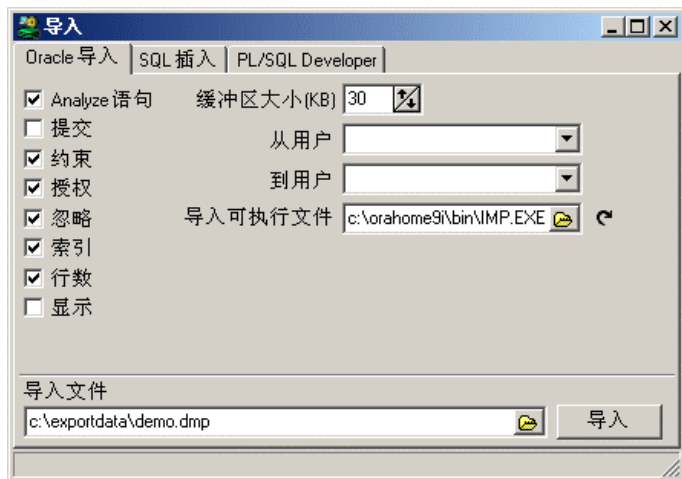 导入
Oracle 导入 SQL 插入 PL/SQL Developer
Analyze 语句
提交
约束
授权
忽略
索引
行数
显示
缓冲区大小(KB) 30
从用户
到用户
导入可执行文件 c:\orahome9i\bin\IMP.EXE
导入文件
c:\exportdata\demo.dmp 导入